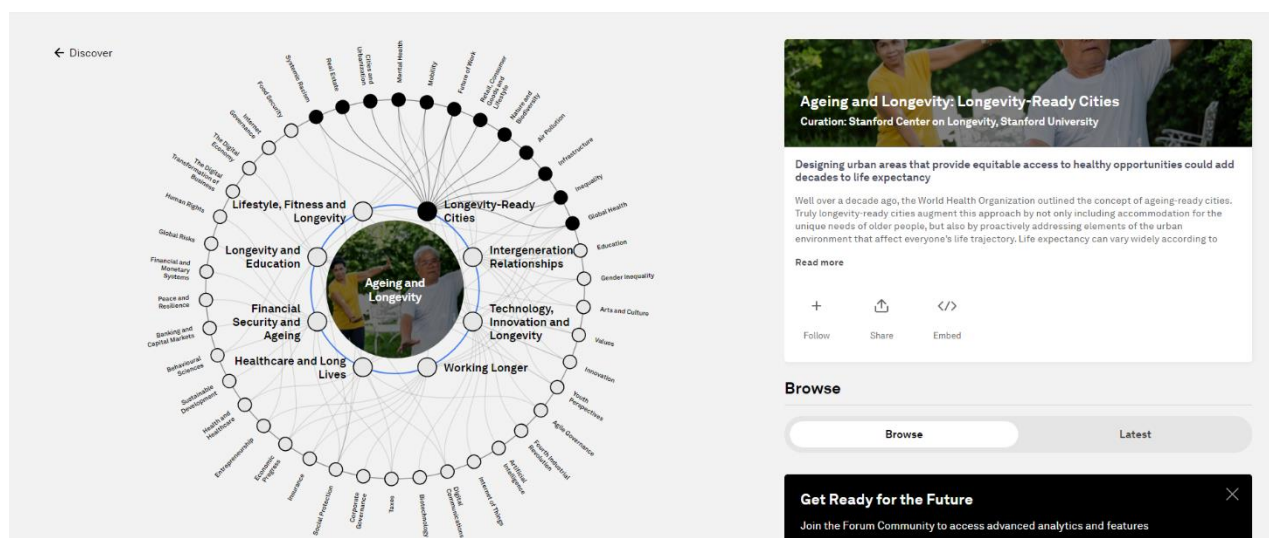 ← Discover
Systemic Racism
Real Estate
Cities and
Urbanization
Mental Health
Mobility
Future of Work
Retail, Consumer
Goods and
Lifestyle
Nature and
Biodiversity
Air Pollution
Infrastructure
Inequality
Global Health
Education
Gender Inequality
Arts and Culture
Values
Innovation
Youth
Perspectives
Agile Governance
Fourth Industrial
Revolution
Artificial
Intelligence
Internet of Things
Digital
Communications
Biotechnology
Taxes
Corporate
Governance
Social Protection
Insurance
Economic
Progress
Entrepreneurship
Health and
Healthcare
Sustainable
Development
Behavioural
Sciences
Banking and
Capital Markets
Peace and
Resilience
Financial and
Monetary
Systems
Global Risks
Human Rights
The Digital
Transformation of
Business
The Digital
Economy
Internet
Governance
Food Security
Lifestyle, Fitness and
Longevity
Longevity-Ready
Cities
Longevity and
Education
Intergeneration
Relationships
Ageing and
Longevity
Financial
Security and
Ageing
Technology,
Innovation and
Longevity
Healthcare and Long
Lives
Working Longer
Ageing and Longevity: Longevity-Ready Cities
Curation: Stanford Center on Longevity, Stanford University
Designing urban areas that provide equitable access to healthy opportunities could add
decades to life expectancy
Well over a decade ago, the World Health Organization outlined the concept of ageing-ready cities.
Truly longevity-ready cities augment this approach by not only including accommodation for the
unique needs of older people, but also by proactively addressing elements of the urban
environment that affect everyone's life trajectory. Life expectancy can vary widely according to
Read more
+
</>
Follow
Share
Embed
Browse
Browse
Latest
Get Ready for the Future
Join the Forum Community to access advanced analytics and features